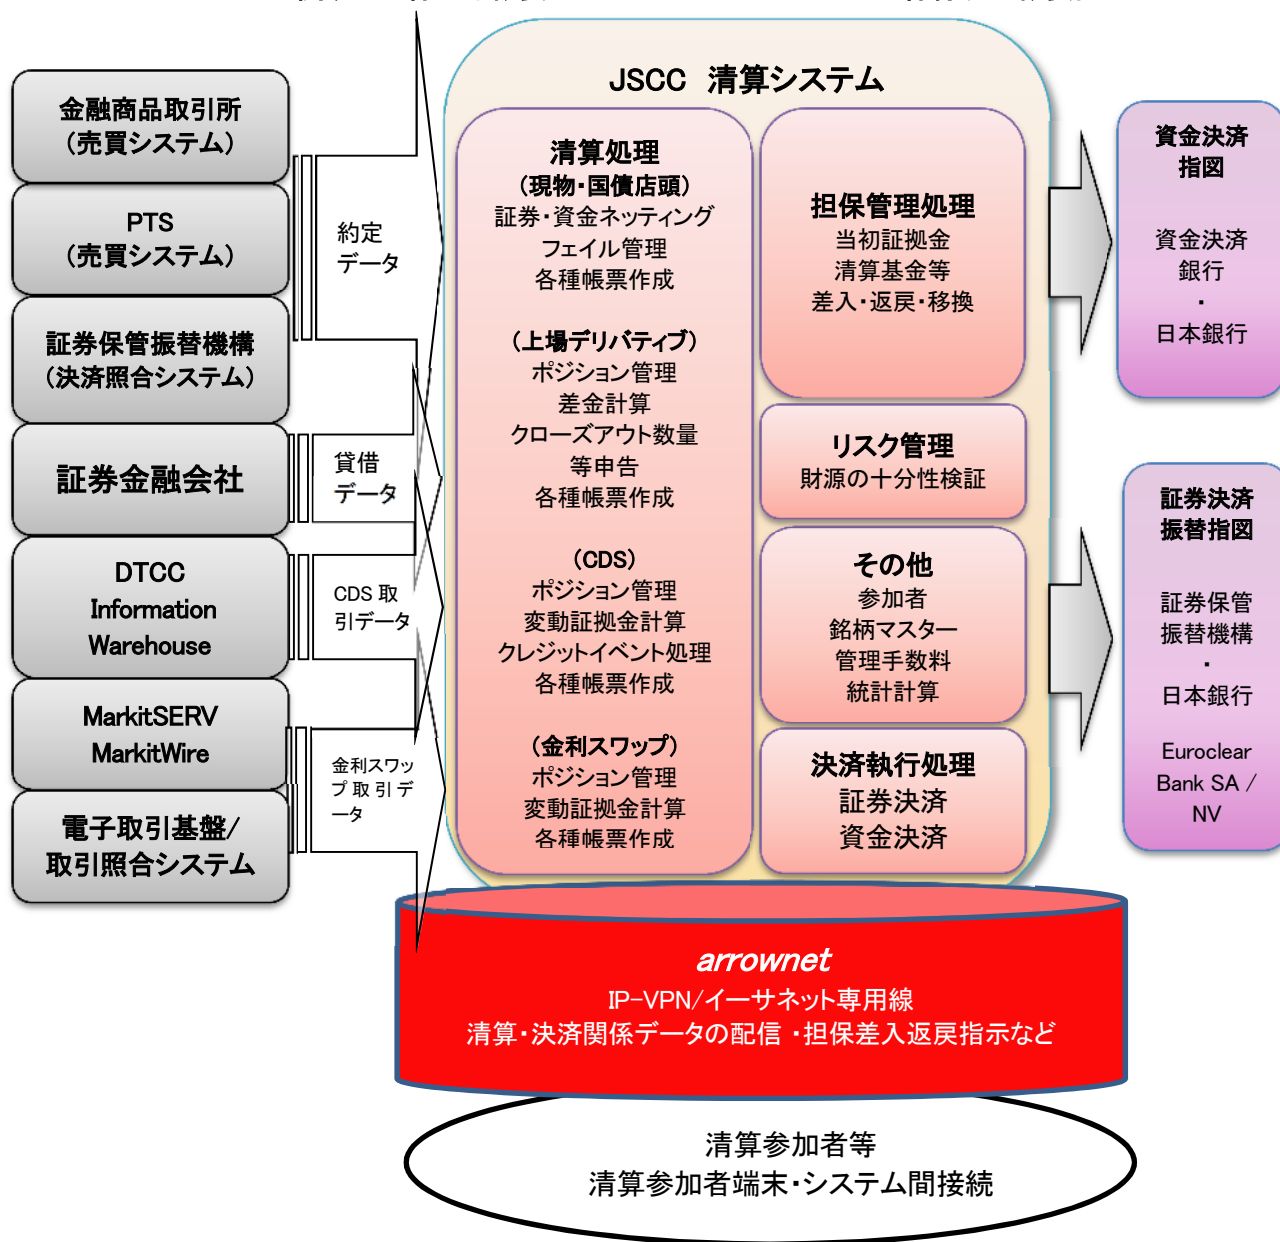 JSCC 清算システム
金融商品取引所
(売買システム)
PTS
(売買システム)
証券保管振替機構
(決済照合システム)
証券金融会社
DTCC
Information
Warehouse
MarkitSERV
MarkitWire
電子取引基盤/
取引照合システム
約定
データ
貸借
データ
CDS 取
引データ
金利スワッ
プ取引デ
ータ
清算処理
(現物・国債店頭)
証券・資金ネッティング
フェイル管理
各種帳票作成
(上場デリバティブ)
ポジション管理
差金計算
クローズアウト数量
等申告
各種帳票作成
(CDS)
ポジション管理
変動証拠金計算
クレジットイベント処理
各種帳票作成
(金利スワップ)
ポジション管理
変動証拠金計算
各種帳票作成
担保管理処理
当初証拠金
清算基金等
差入・返戻・移換
リスク管理
財源の十分性検証
その他
参加者
銘柄マスター
管理手数料
統計計算
決済執行処理
証券決済
資金決済
資金決済
指図
資金決済
銀行
・
日本銀行
証券決済
振替指図
証券保管
振替機構
・
日本銀行
Euroclear
Bank SA /
NV
arrownet
IP-VPN/イーサネット専用線
清算・決済関係データの配信・担保差入返戻指示など
清算参加者等
清算参加者端末・システム間接続